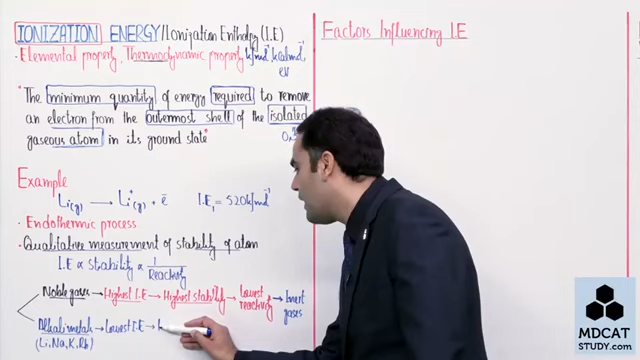 IONIZATION ENERGY/Ionization Enthalpy (I.E)
· Elemental property, Thermodynamic property kJmol⁻¹, kcalmol⁻¹
eV
"The minimum quantity of energy required to remove
an electron from the outermost shell of the isolated
gaseous atom in its ground state"
Example
Li(g) ⟶ Li⁺(g) + ē I.E₁ = 520kJmol⁻¹
· Endothermic process
· Qualitative measurement of stability of atom
I.E ∝ Stability ∝ 1/Reactivity
Noble gases → Highest I.E → Highest stability → Lowest reactivity → Inert gases
Alkali metals → Lowest I.E →
(Li, Na, K, Rb)
Factors Influencing I.E
MDCAT
STUDY.com